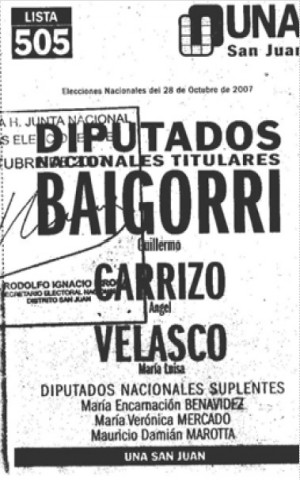 LISTA
505
UNA
San Juan
Elecciones Nacionales del 28 de Octubre de 2007
A H. JUNTA NACIONAL
DIPUTADOS
NACIONALES TITULARES
BAIGORRI
Guillermo
RODOLFO IGNACIO
SECRETARIO ELECTORAL
DISTRITO SAN JUAN
CARRIZO
Angel
VELASCO
María Luisa
DIPUTADOS NACIONALES SUPLENTES
María Encarnación BENAVIDEZ
María Verónica MERCADO
Mauricio Damián MAROTTA
UNA SAN JUAN